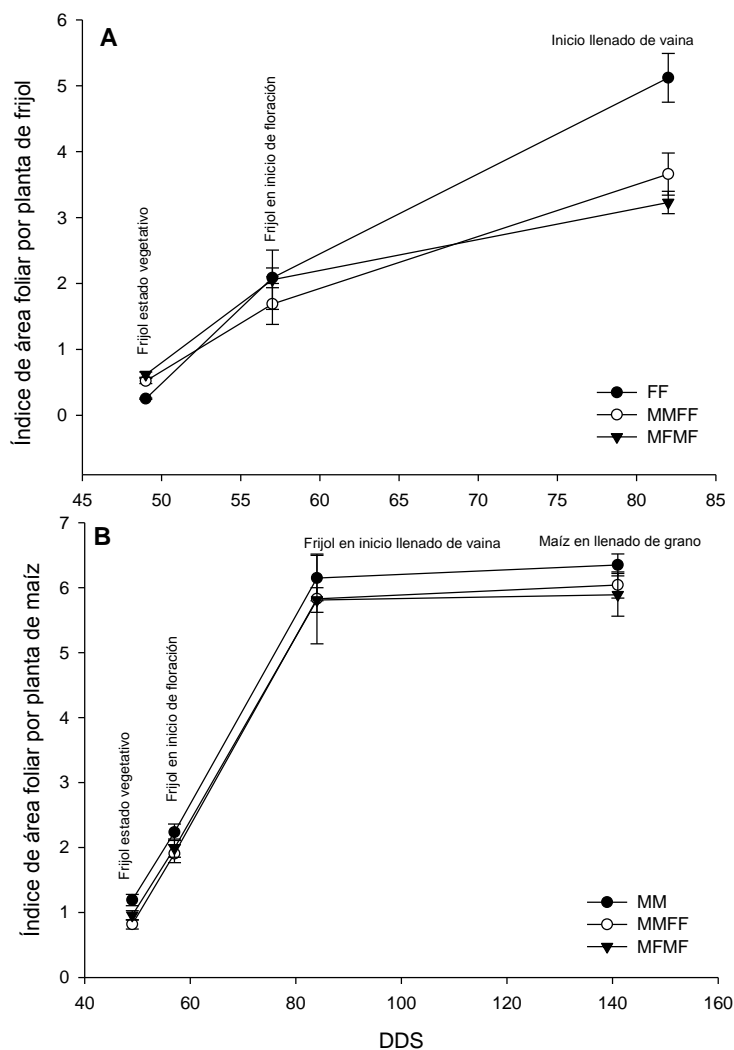 A
Inicio llenado de vaina
Frijol en inicio de floración
Frijol estado vegetativo
Índice de área foliar por planta de frijol
6
5
4
3
2
1
0
FF
MMFF
MFMF
45 50 55 60 65 70 75 80 85
B
Frijol en inicio llenado de vaina
Maíz en llenado de grano
Frijol en inicio de floración
Frijol estado vegetativo
Índice de área foliar por planta de maíz
7
6
5
4
3
2
1
0
MM
MMFF
MFMF
40 60 80 100 120 140 160
DDS